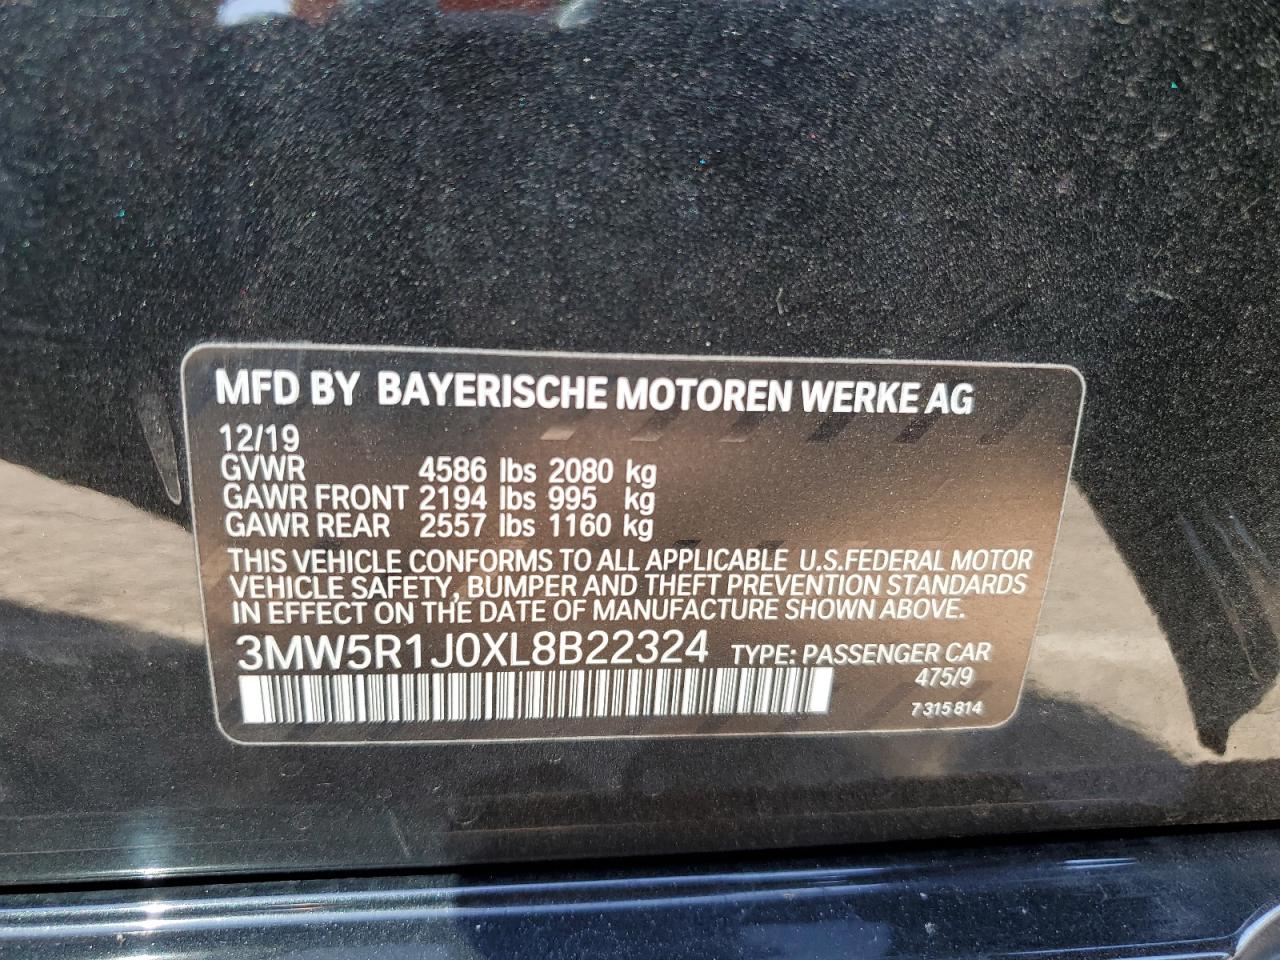 MFD BY BAYERISCHE MOTOREN WERKE AG
12/19
GVWR 4586 lbs 2080 kg
GAWR FRONT 2194 lbs 995 kg
GAWR REAR 2557 lbs 1160 kg
THIS VEHICLE CONFORMS TO ALL APPLICABLE U.S.FEDERAL MOTOR
VEHICLE SAFETY, BUMPER AND THEFT PREVENTION STANDARDS
IN EFFECT ON THE DATE OF MANUFACTURE SHOWN ABOVE.
3MW5R1J0XL8B22324 TYPE: PASSENGER CAR
475/9
7 315 814